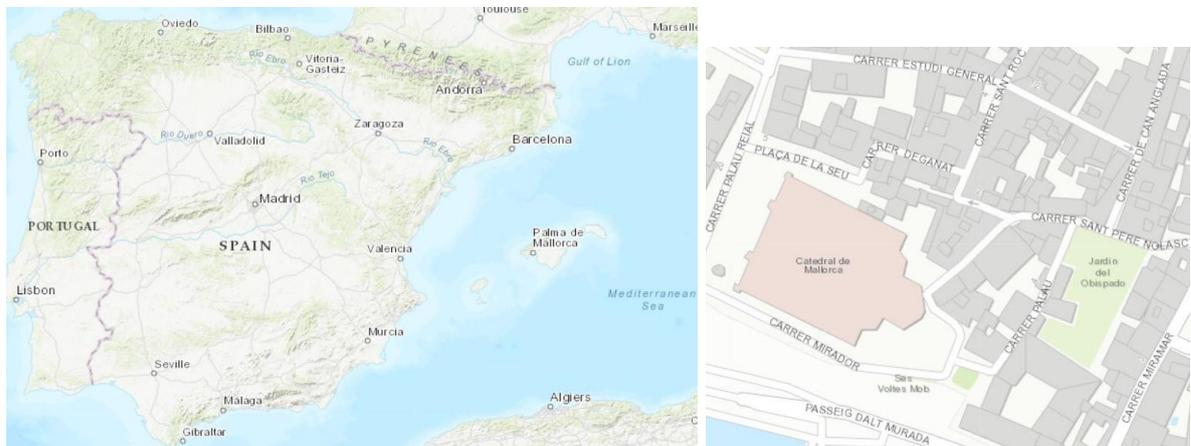 Oviedo
Bilbao
Toulouse
Marseille
Rio Ebro
Vitoria-
Gasteiz
PYRENEES
Gulf of Lion
Andorra
Zaragoza
Rio Duero
Valladolid
Rio Ebro
Barcelona
Porto
Rio Tejo
Madrid
PORTUGAL
SPAIN
Valencia
Palma de
Mallorca
Lisbon
Mediterranean
Sea
Murcia
Seville
Málaga
Algiers
Gibraltar
CARRER ESTUDI GENERAL
CARRER SANT ROC
CARRER DE CAN ANGLADA
CARRER PALAU REIAL
PLAÇA DE LA SEU
CARRER DEGANAT
CARRER SANT PERE NOLASC
Catedral de
Mallorca
Jardin
del
Obispado
CARRER PALAU
CARRER MIRADOR
CARRER MIRAMAR
Ses
Voltes Mob
PASSEIG DALT MURADA